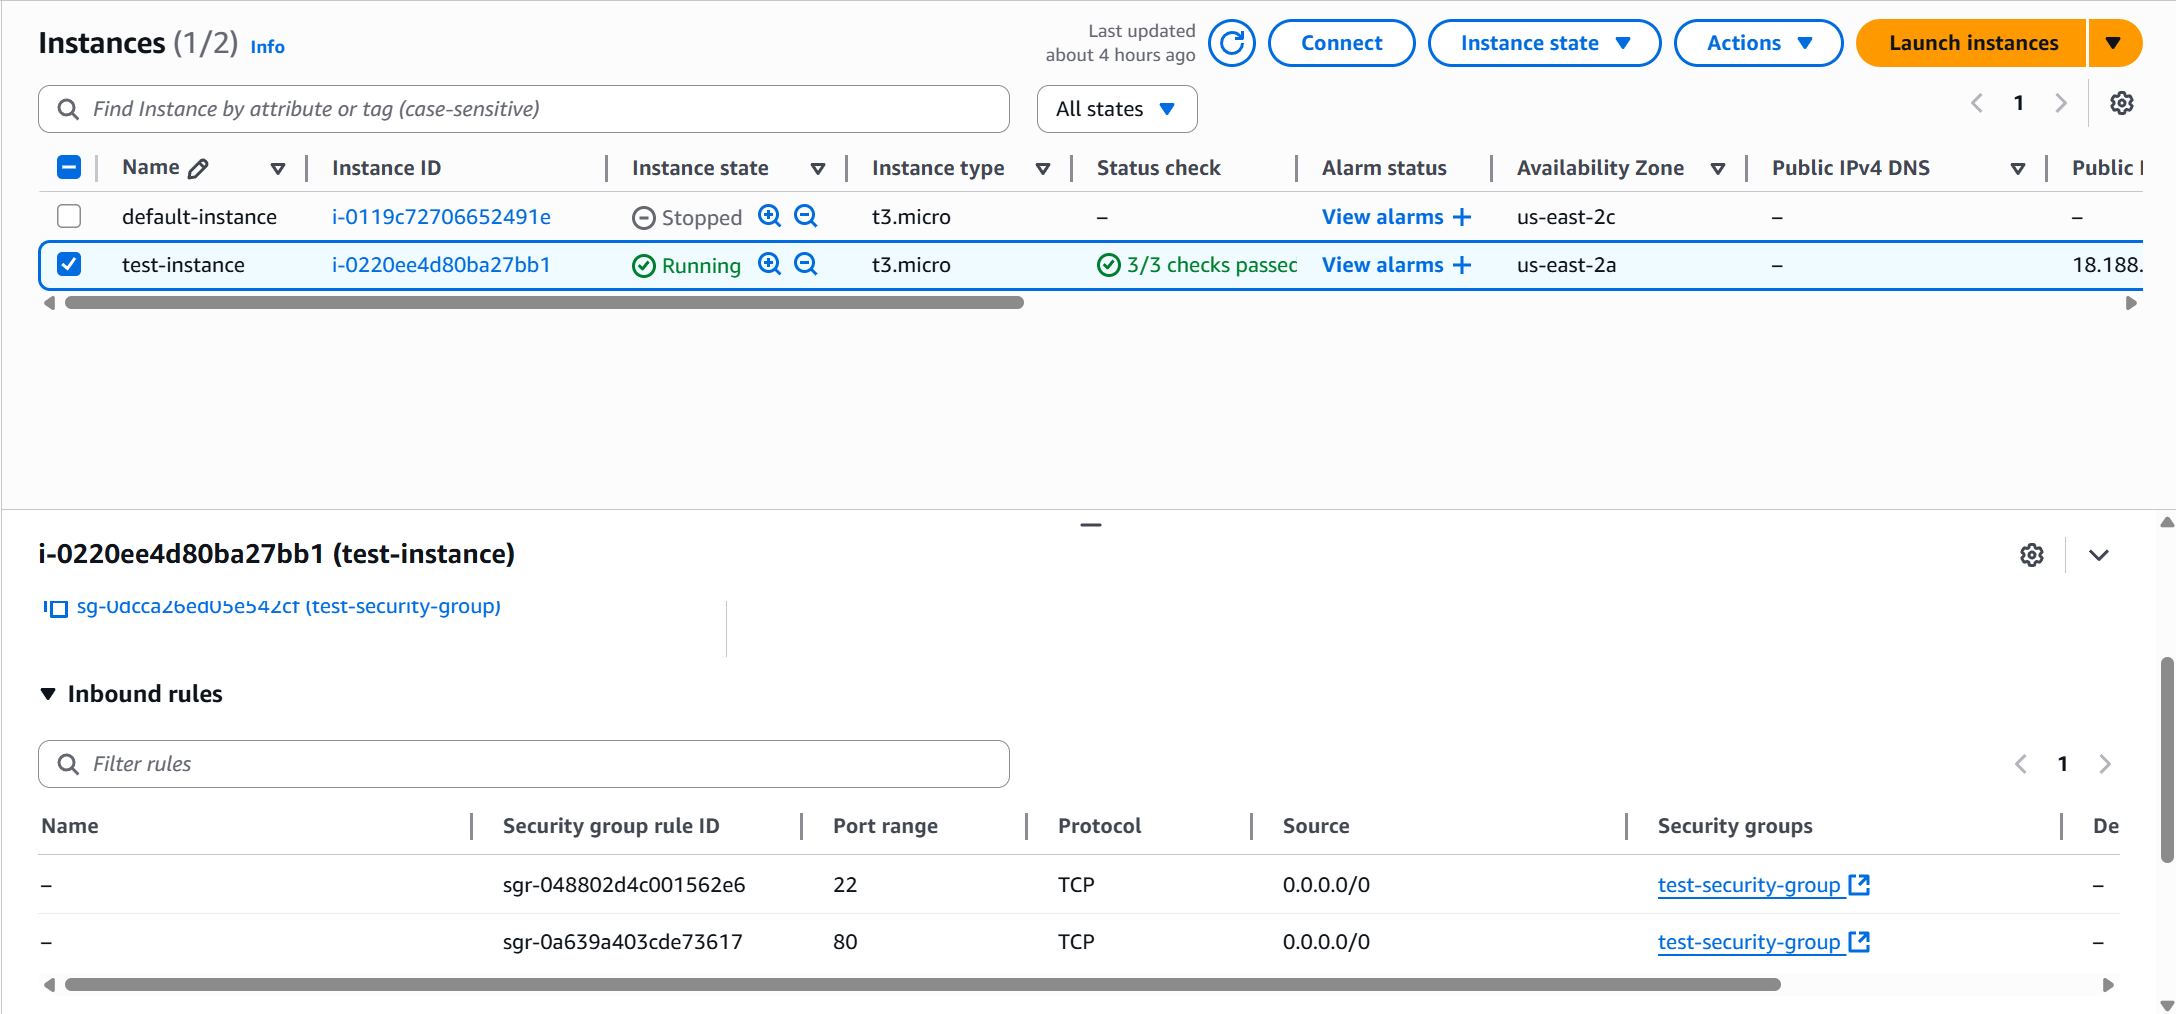 Instances (1/2) Info
Last updated
about 4 hours ago
Connect
Instance state
Actions
Launch instances
Find Instance by attribute or tag (case-sensitive)
All states
1
Name Instance ID Instance state Instance type Status check Alarm status Availability Zone Public IPv4 DNS Public
default-instance i-0119c72706652491e Stopped t3.micro – View alarms + us-east-2c – –
test-instance i-0220ee4d80ba27bb1 Running t3.micro 3/3 checks passed View alarms + us-east-2a – 18.188.
i-0220ee4d80ba27bb1 (test-instance)
sg-0dcca26ed05e542cf (test-security-group)
Inbound rules
Filter rules
1
Name Security group rule ID Port range Protocol Source Security groups De
– sgr-048802d4c001562e6 22 TCP 0.0.0.0/0 test-security-group –
– sgr-0a639a403cde73617 80 TCP 0.0.0.0/0 test-security-group –